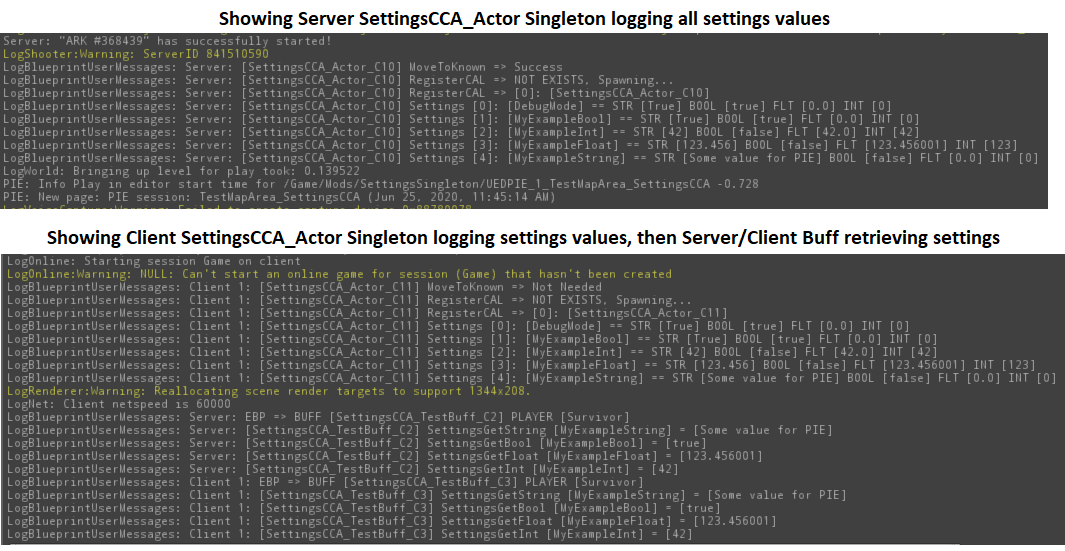 Showing Server SettingsCCA_Actor Singleton logging all settings values
Server: "ARK #368439" has successfully started!
LogShooter:Warning: ServerID 841510590
LogBlueprintUserMessages: Server: [SettingsCCA_Actor_C10] MoveToKnown => Success
LogBlueprintUserMessages: Server: [SettingsCCA_Actor_C10] RegisterCAL => NOT EXISTS, Spawning...
LogBlueprintUserMessages: Server: [SettingsCCA_Actor_C10] RegisterCAL => [0]: [SettingsCCA_Actor_C10]
LogBlueprintUserMessages: Server: [SettingsCCA_Actor_C10] Settings [0]: [DebugMode] == STR [True] BOOL [true] FLT [0.0] INT [0]
LogBlueprintUserMessages: Server: [SettingsCCA_Actor_C10] Settings [1]: [MyExampleBool] == STR [True] BOOL [true] FLT [0.0] INT [0]
LogBlueprintUserMessages: Server: [SettingsCCA_Actor_C10] Settings [2]: [MyExampleInt] == STR [42] BOOL [false] FLT [42.0] INT [42]
LogBlueprintUserMessages: Server: [SettingsCCA_Actor_C10] Settings [3]: [MyExampleFloat] == STR [123.456] BOOL [false] FLT [123.456001] INT [123]
LogBlueprintUserMessages: Server: [SettingsCCA_Actor_C10] Settings [4]: [MyExampleString] == STR [Some value for PIE] BOOL [false] FLT [0.0] INT [0]
LogWorld: Bringing up level for play took: 0.139522
PIE: Info Play in editor start time for /Game/Mods/SettingsSingleton/UEDPIE_1_TestMapArea_SettingsCCA -0.728
PIE: New page: PIE session: TestMapArea_SettingsCCA (Jun 25, 2020, 11:45:14 AM)
Showing Client SettingsCCA_Actor Singleton logging settings values, then Server/Client Buff retrieving settings
LogOnline: Starting session Game on client
LogOnline:Warning: NULL: Can't start an online game for session (Game) that hasn't been created
LogBlueprintUserMessages: Client 1: [SettingsCCA_Actor_C11] MoveToKnown => Not Needed
LogBlueprintUserMessages: Client 1: [SettingsCCA_Actor_C11] RegisterCAL => NOT EXISTS, Spawning...
LogBlueprintUserMessages: Client 1: [SettingsCCA_Actor_C11] RegisterCAL => [0]: [SettingsCCA_Actor_C11]
LogBlueprintUserMessages: Client 1: [SettingsCCA_Actor_C11] Settings [0]: [DebugMode] == STR [True] BOOL [true] FLT [0.0] INT [0]
LogBlueprintUserMessages: Client 1: [SettingsCCA_Actor_C11] Settings [1]: [MyExampleBool] == STR [True] BOOL [true] FLT [0.0] INT [0]
LogBlueprintUserMessages: Client 1: [SettingsCCA_Actor_C11] Settings [2]: [MyExampleInt] == STR [42] BOOL [false] FLT [42.0] INT [42]
LogBlueprintUserMessages: Client 1: [SettingsCCA_Actor_C11] Settings [3]: [MyExampleFloat] == STR [123.456] BOOL [false] FLT [123.456001] INT [123]
LogBlueprintUserMessages: Client 1: [SettingsCCA_Actor_C11] Settings [4]: [MyExampleString] == STR [Some value for PIE] BOOL [false] FLT [0.0] INT [0]
LogRenderer:Warning: Reallocating scene render targets to support 1344x208.
LogNet: Client netspeed is 60000
LogBlueprintUserMessages: Server: EBP => BUFF [SettingsCCA_TestBuff_C2] PLAYER [Survivor]
LogBlueprintUserMessages: Server: [SettingsCCA_TestBuff_C2] SettingsGetString [MyExampleString] = [Some value for PIE]
LogBlueprintUserMessages: Server: [SettingsCCA_TestBuff_C2] SettingsGetBool [MyExampleBool] = [true]
LogBlueprintUserMessages: Server: [SettingsCCA_TestBuff_C2] SettingsGetFloat [MyExampleFloat] = [123.456001]
LogBlueprintUserMessages: Server: [SettingsCCA_TestBuff_C2] SettingsGetInt [MyExampleInt] = [42]
LogBlueprintUserMessages: Client 1: EBP => BUFF [SettingsCCA_TestBuff_C3] PLAYER [Survivor]
LogBlueprintUserMessages: Client 1: [SettingsCCA_TestBuff_C3] SettingsGetString [MyExampleString] = [Some value for PIE]
LogBlueprintUserMessages: Client 1: [SettingsCCA_TestBuff_C3] SettingsGetBool [MyExampleBool] = [true]
LogBlueprintUserMessages: Client 1: [SettingsCCA_TestBuff_C3] SettingsGetFloat [MyExampleFloat] = [123.456001]
LogBlueprintUserMessages: Client 1: [SettingsCCA_TestBuff_C3] SettingsGetInt [MyExampleInt] = [42]